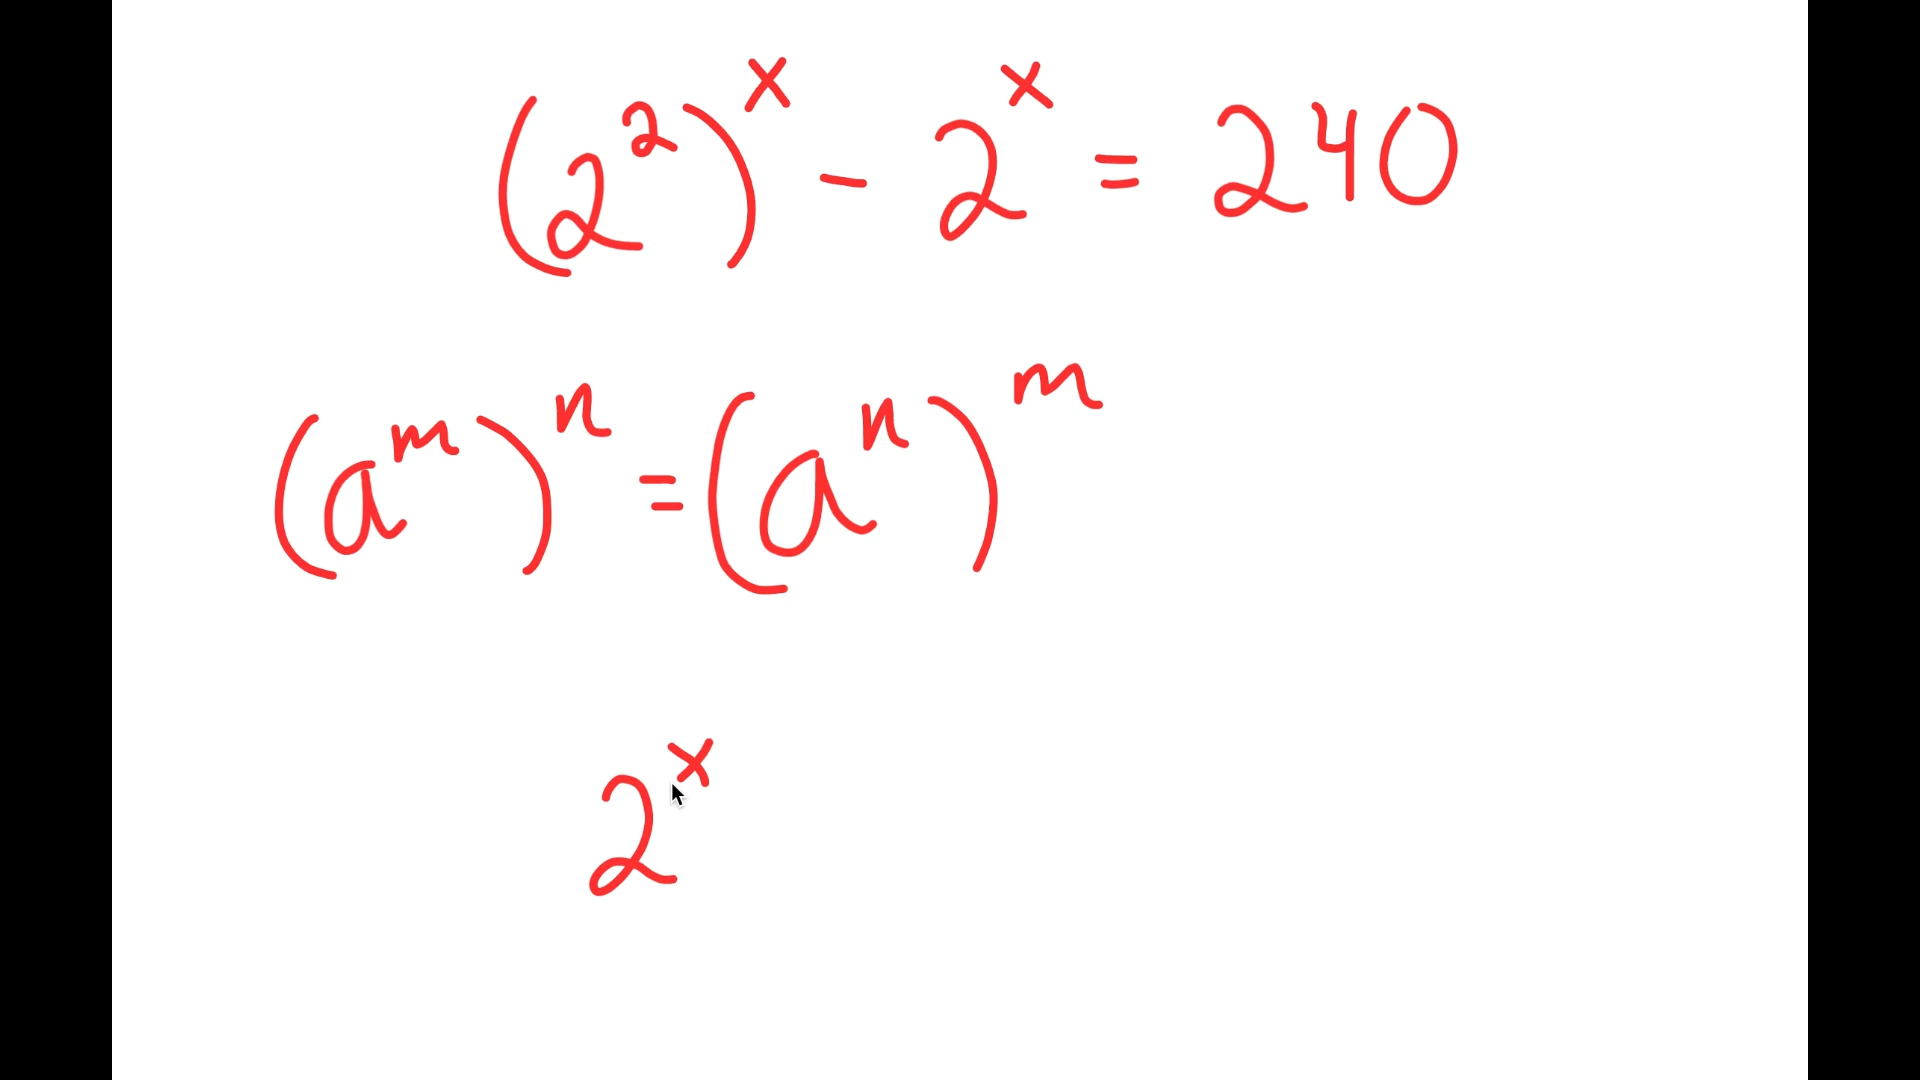 (2²)ˣ - 2ˣ = 240
(aᵐ)ⁿ = (aⁿ)ᵐ
2ˣ